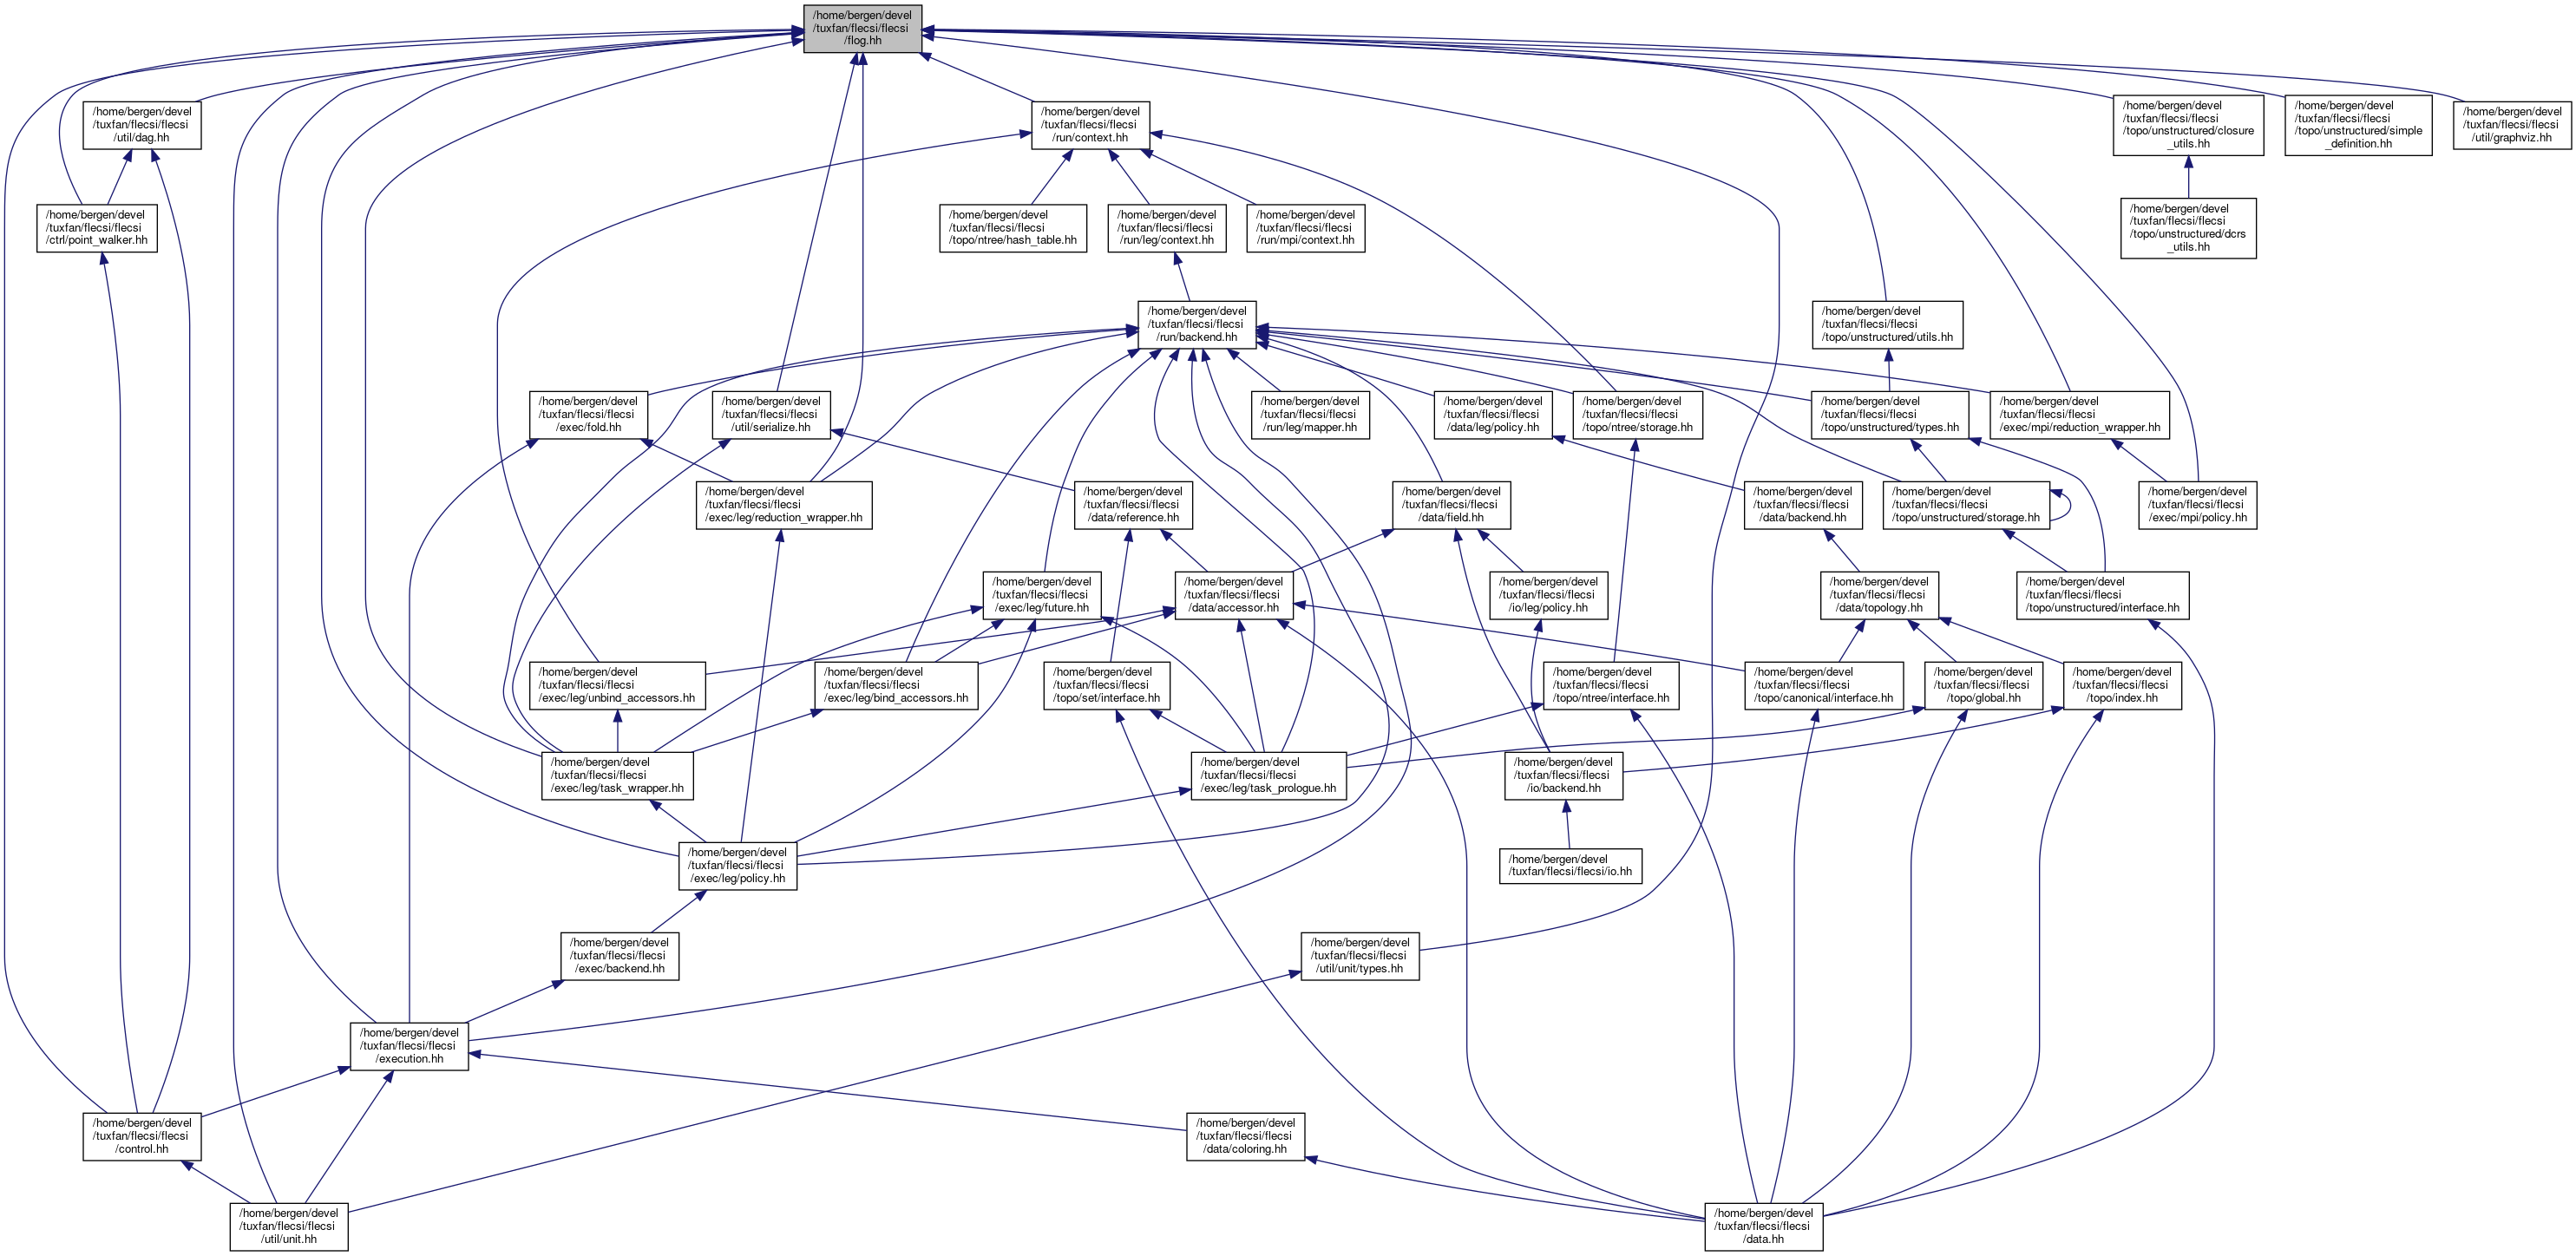 /home/bergen/devel
/tuxfan/flecsi/flecsi
/flog.hh
/home/bergen/devel
/tuxfan/flecsi/flecsi
/util/dag.hh
/home/bergen/devel
/tuxfan/flecsi/flecsi
/run/context.hh
/home/bergen/devel
/tuxfan/flecsi/flecsi
/topo/unstructured/closure
_utils.hh
/home/bergen/devel
/tuxfan/flecsi/flecsi
/topo/unstructured/simple
_definition.hh
/home/bergen/devel
/tuxfan/flecsi/flecsi
/util/graphviz.hh
/home/bergen/devel
/tuxfan/flecsi/flecsi
/ctrl/point_walker.hh
/home/bergen/devel
/tuxfan/flecsi/flecsi
/topo/ntree/hash_table.hh
/home/bergen/devel
/tuxfan/flecsi/flecsi
/run/leg/context.hh
/home/bergen/devel
/tuxfan/flecsi/flecsi
/run/mpi/context.hh
/home/bergen/devel
/tuxfan/flecsi/flecsi
/topo/unstructured/dcrs
_utils.hh
/home/bergen/devel
/tuxfan/flecsi/flecsi
/run/backend.hh
/home/bergen/devel
/tuxfan/flecsi/flecsi
/topo/unstructured/utils.hh
/home/bergen/devel
/tuxfan/flecsi/flecsi
/exec/fold.hh
/home/bergen/devel
/tuxfan/flecsi/flecsi
/util/serialize.hh
/home/bergen/devel
/tuxfan/flecsi/flecsi
/run/leg/mapper.hh
/home/bergen/devel
/tuxfan/flecsi/flecsi
/data/leg/policy.hh
/home/bergen/devel
/tuxfan/flecsi/flecsi
/topo/ntree/storage.hh
/home/bergen/devel
/tuxfan/flecsi/flecsi
/topo/unstructured/types.hh
/home/bergen/devel
/tuxfan/flecsi/flecsi
/exec/mpi/reduction_wrapper.hh
/home/bergen/devel
/tuxfan/flecsi/flecsi
/exec/leg/reduction_wrapper.hh
/home/bergen/devel
/tuxfan/flecsi/flecsi
/data/reference.hh
/home/bergen/devel
/tuxfan/flecsi/flecsi
/data/field.hh
/home/bergen/devel
/tuxfan/flecsi/flecsi
/data/backend.hh
/home/bergen/devel
/tuxfan/flecsi/flecsi
/topo/unstructured/storage.hh
/home/bergen/devel
/tuxfan/flecsi/flecsi
/exec/mpi/policy.hh
/home/bergen/devel
/tuxfan/flecsi/flecsi
/exec/leg/future.hh
/home/bergen/devel
/tuxfan/flecsi/flecsi
/data/accessor.hh
/home/bergen/devel
/tuxfan/flecsi/flecsi
/io/leg/policy.hh
/home/bergen/devel
/tuxfan/flecsi/flecsi
/data/topology.hh
/home/bergen/devel
/tuxfan/flecsi/flecsi
/topo/unstructured/interface.hh
/home/bergen/devel
/tuxfan/flecsi/flecsi
/exec/leg/unbind_accessors.hh
/home/bergen/devel
/tuxfan/flecsi/flecsi
/exec/leg/bind_accessors.hh
/home/bergen/devel
/tuxfan/flecsi/flecsi
/topo/set/interface.hh
/home/bergen/devel
/tuxfan/flecsi/flecsi
/topo/ntree/interface.hh
/home/bergen/devel
/tuxfan/flecsi/flecsi
/topo/canonical/interface.hh
/home/bergen/devel
/tuxfan/flecsi/flecsi
/topo/global.hh
/home/bergen/devel
/tuxfan/flecsi/flecsi
/topo/index.hh
/home/bergen/devel
/tuxfan/flecsi/flecsi
/exec/leg/task_wrapper.hh
/home/bergen/devel
/tuxfan/flecsi/flecsi
/exec/leg/task_prologue.hh
/home/bergen/devel
/tuxfan/flecsi/flecsi
/io/backend.hh
/home/bergen/devel
/tuxfan/flecsi/flecsi
/exec/leg/policy.hh
/home/bergen/devel
/tuxfan/flecsi/flecsi/io.hh
/home/bergen/devel
/tuxfan/flecsi/flecsi
/exec/backend.hh
/home/bergen/devel
/tuxfan/flecsi/flecsi
/util/unit/types.hh
/home/bergen/devel
/tuxfan/flecsi/flecsi
/execution.hh
/home/bergen/devel
/tuxfan/flecsi/flecsi
/control.hh
/home/bergen/devel
/tuxfan/flecsi/flecsi
/data/coloring.hh
/home/bergen/devel
/tuxfan/flecsi/flecsi
/util/unit.hh
/home/bergen/devel
/tuxfan/flecsi/flecsi
/data.hh